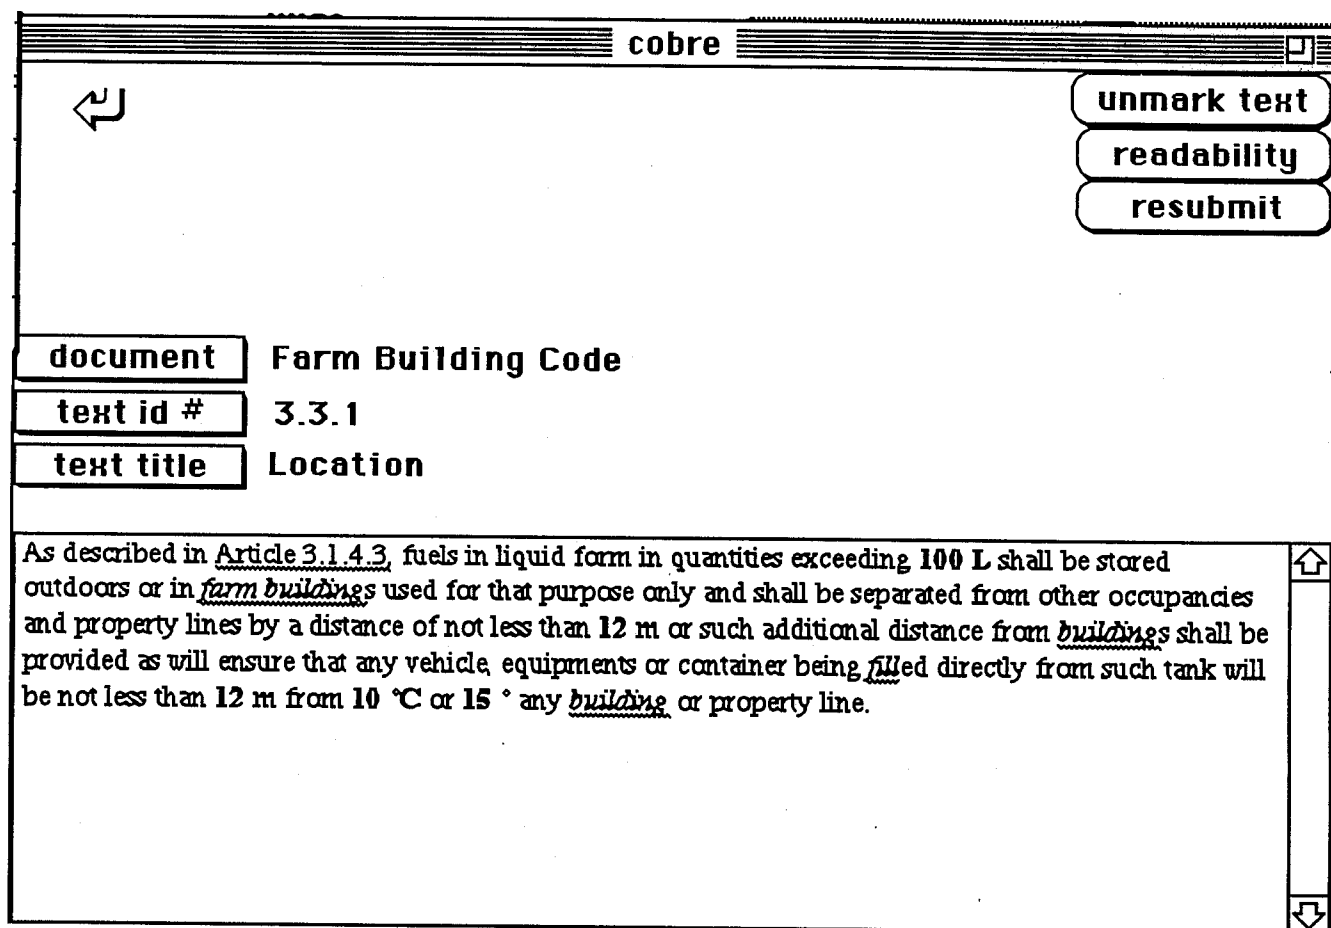 cobre
unmark text
readability
resubmit
document Farm Building Code
text id # 3.3.1
text title Location
As described in Article 3.1.4.3, fuels in liquid form in quantities exceeding 100 L shall be stored
outdoors or in farm buildings used for that purpose only and shall be separated from other occupancies
and property lines by a distance of not less than 12 m or such additional distance from buildings shall be
provided as will ensure that any vehicle, equipments or container being filled directly from such tank will
be not less than 12 m from 10 °C or 15 ° any building or property line.